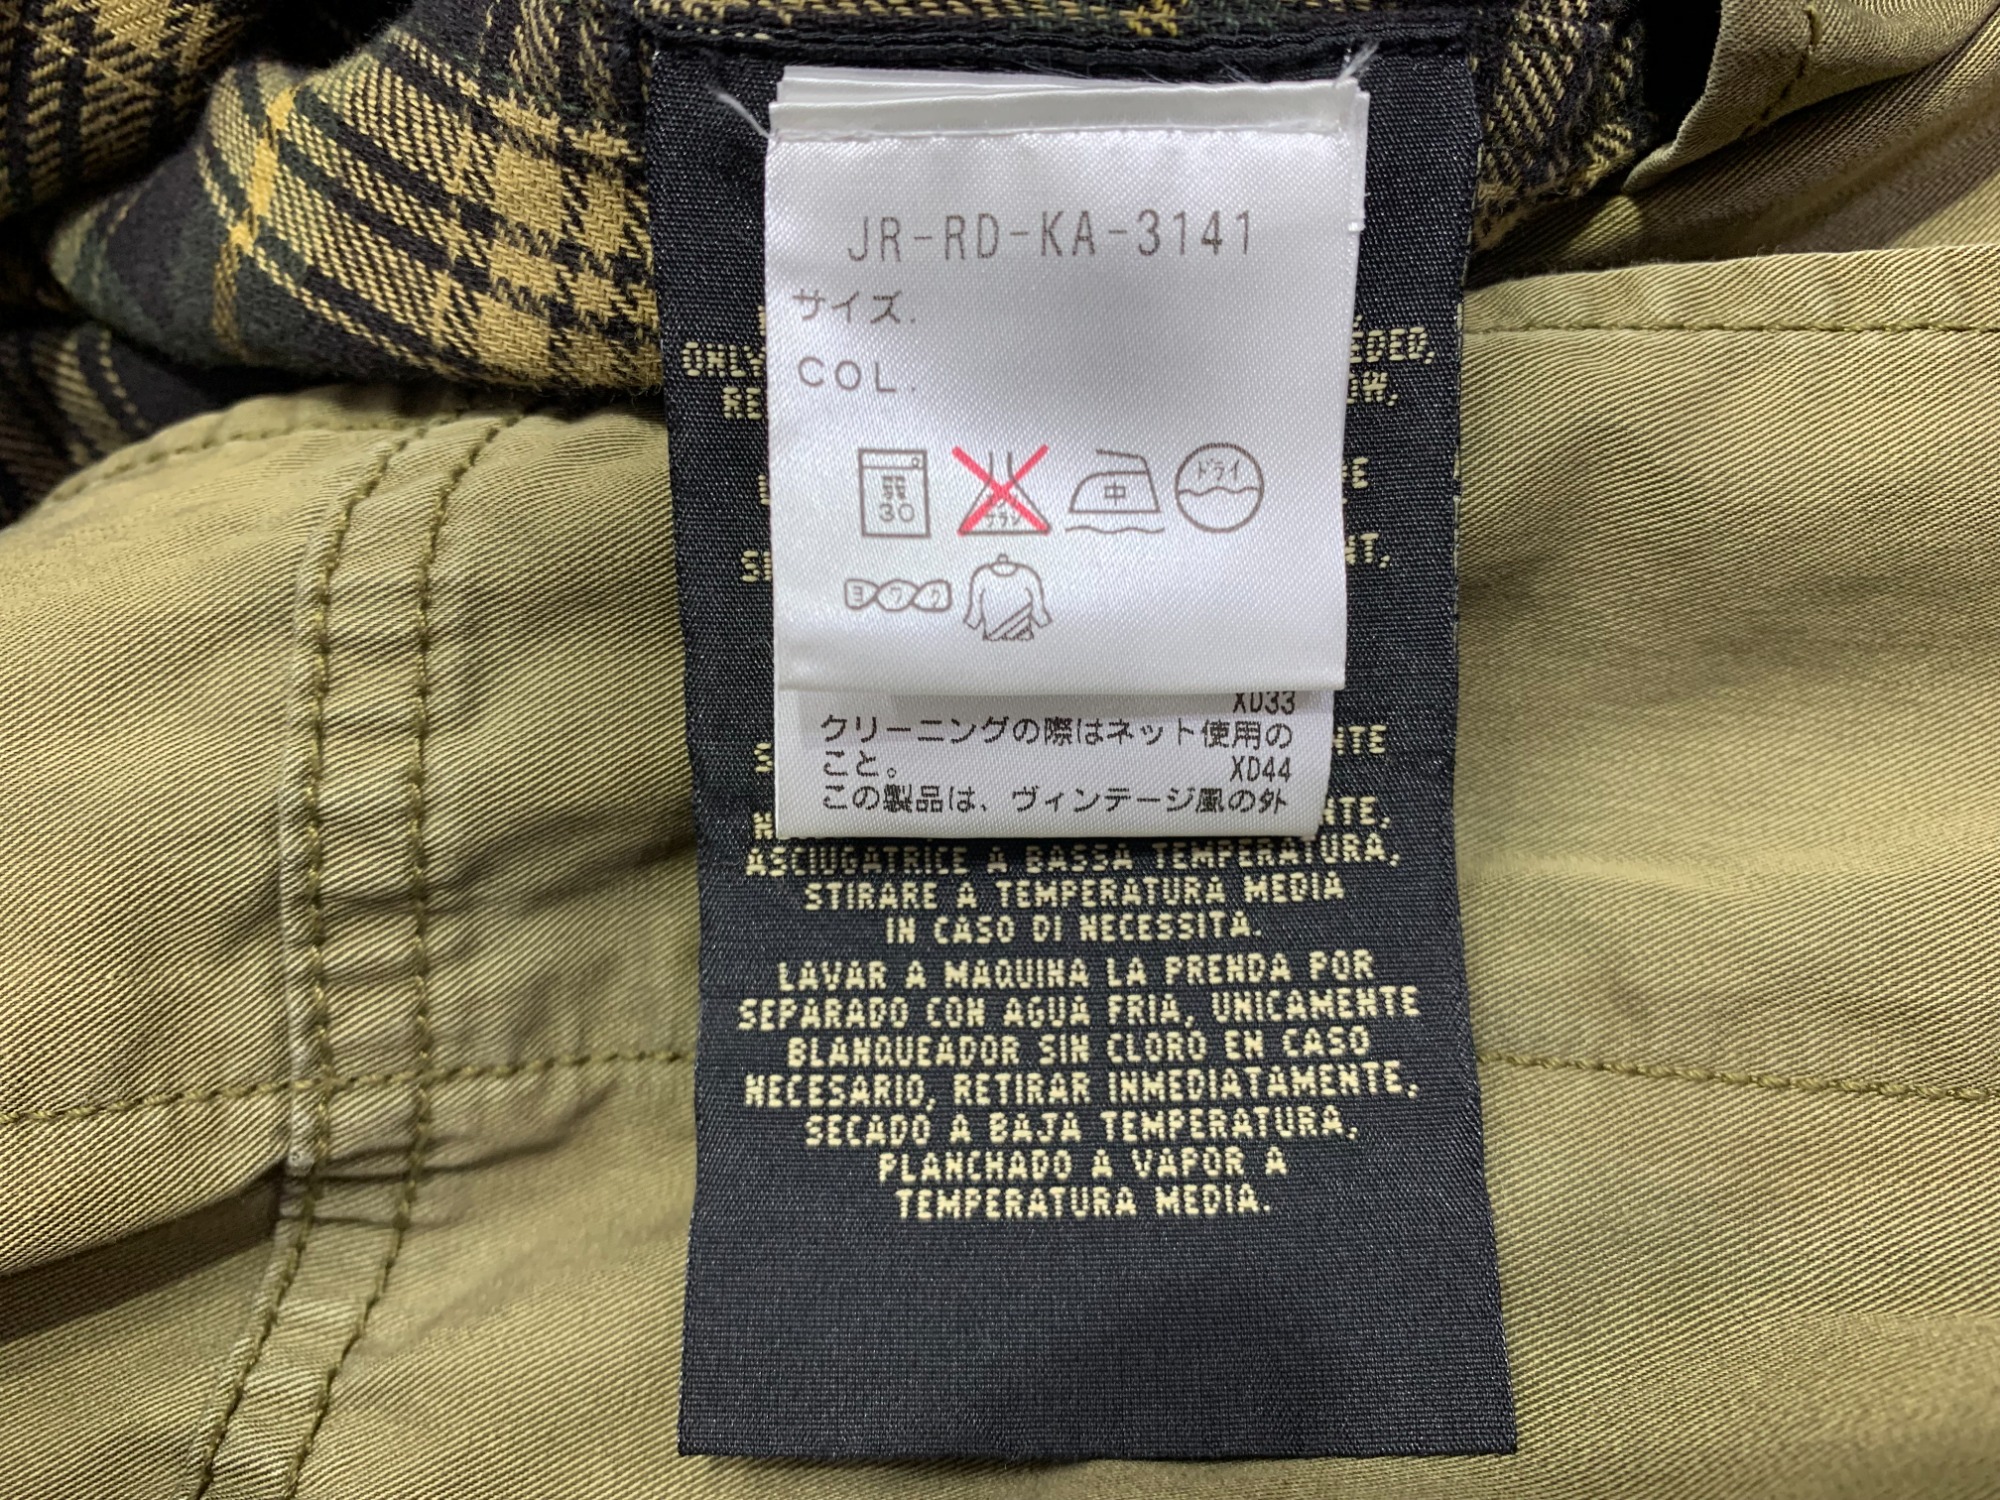 JR-RD-KA-3141
サイズ.
COL.
30
中
ドライ
ヨワク
XD33
クリーニングの際はネット使用の
こと。 XD44
この製品は、ヴィンテージ風の外
ONLY
ASCIUGATRICE A BASSA TEMPERATURA,
STIRARE A TEMPERATURA MEDIA
IN CASO DI NECESSITA.
LAVAR A MAQUINA LA PRENDA POR
SEPARADO CON AGUA FRIA, UNICAMENTE
BLANQUEADOR SIN CLORO EN CASO
NECESARIO, RETIRAR INMEDIATAMENTE,
SECADO A BAJA TEMPERATURA,
PLANCHADO A VAPOR A
TEMPERATURA MEDIA.